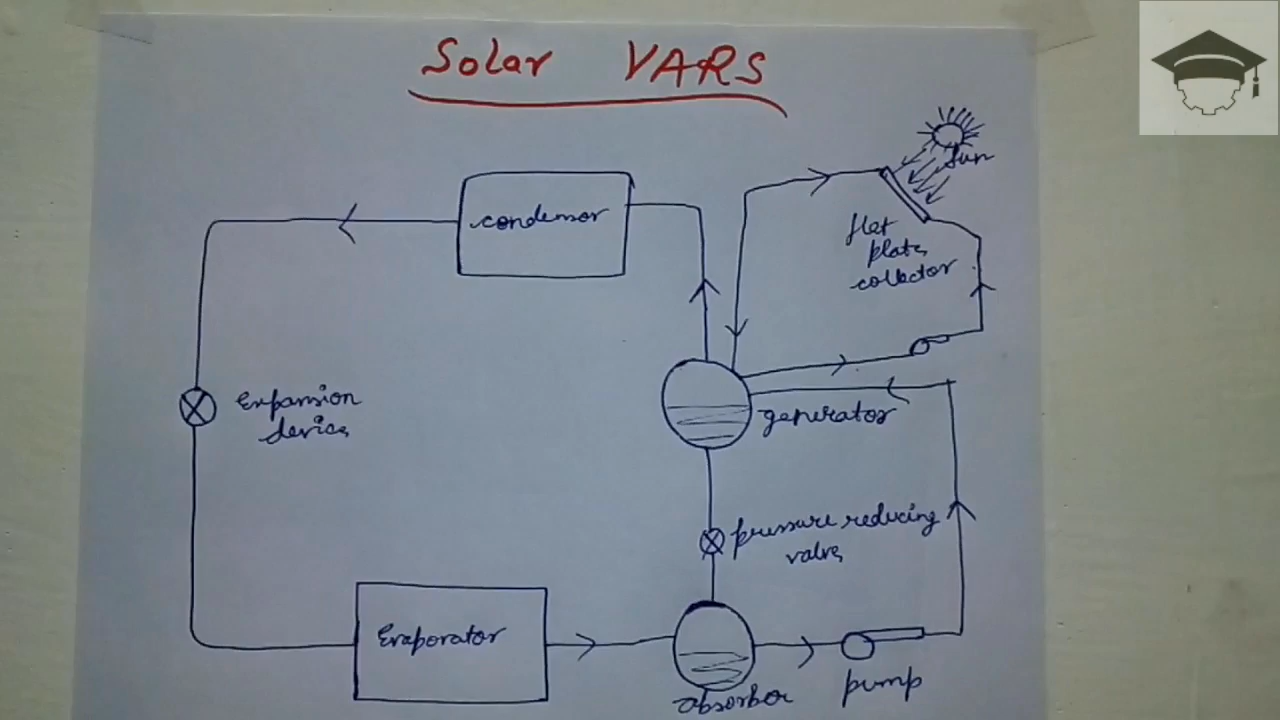 Solar VARS
Sun
condensor
flat
plate
collector
Expansion
device
generator
pressure reducing
valve
Evaporator
absorber
pump